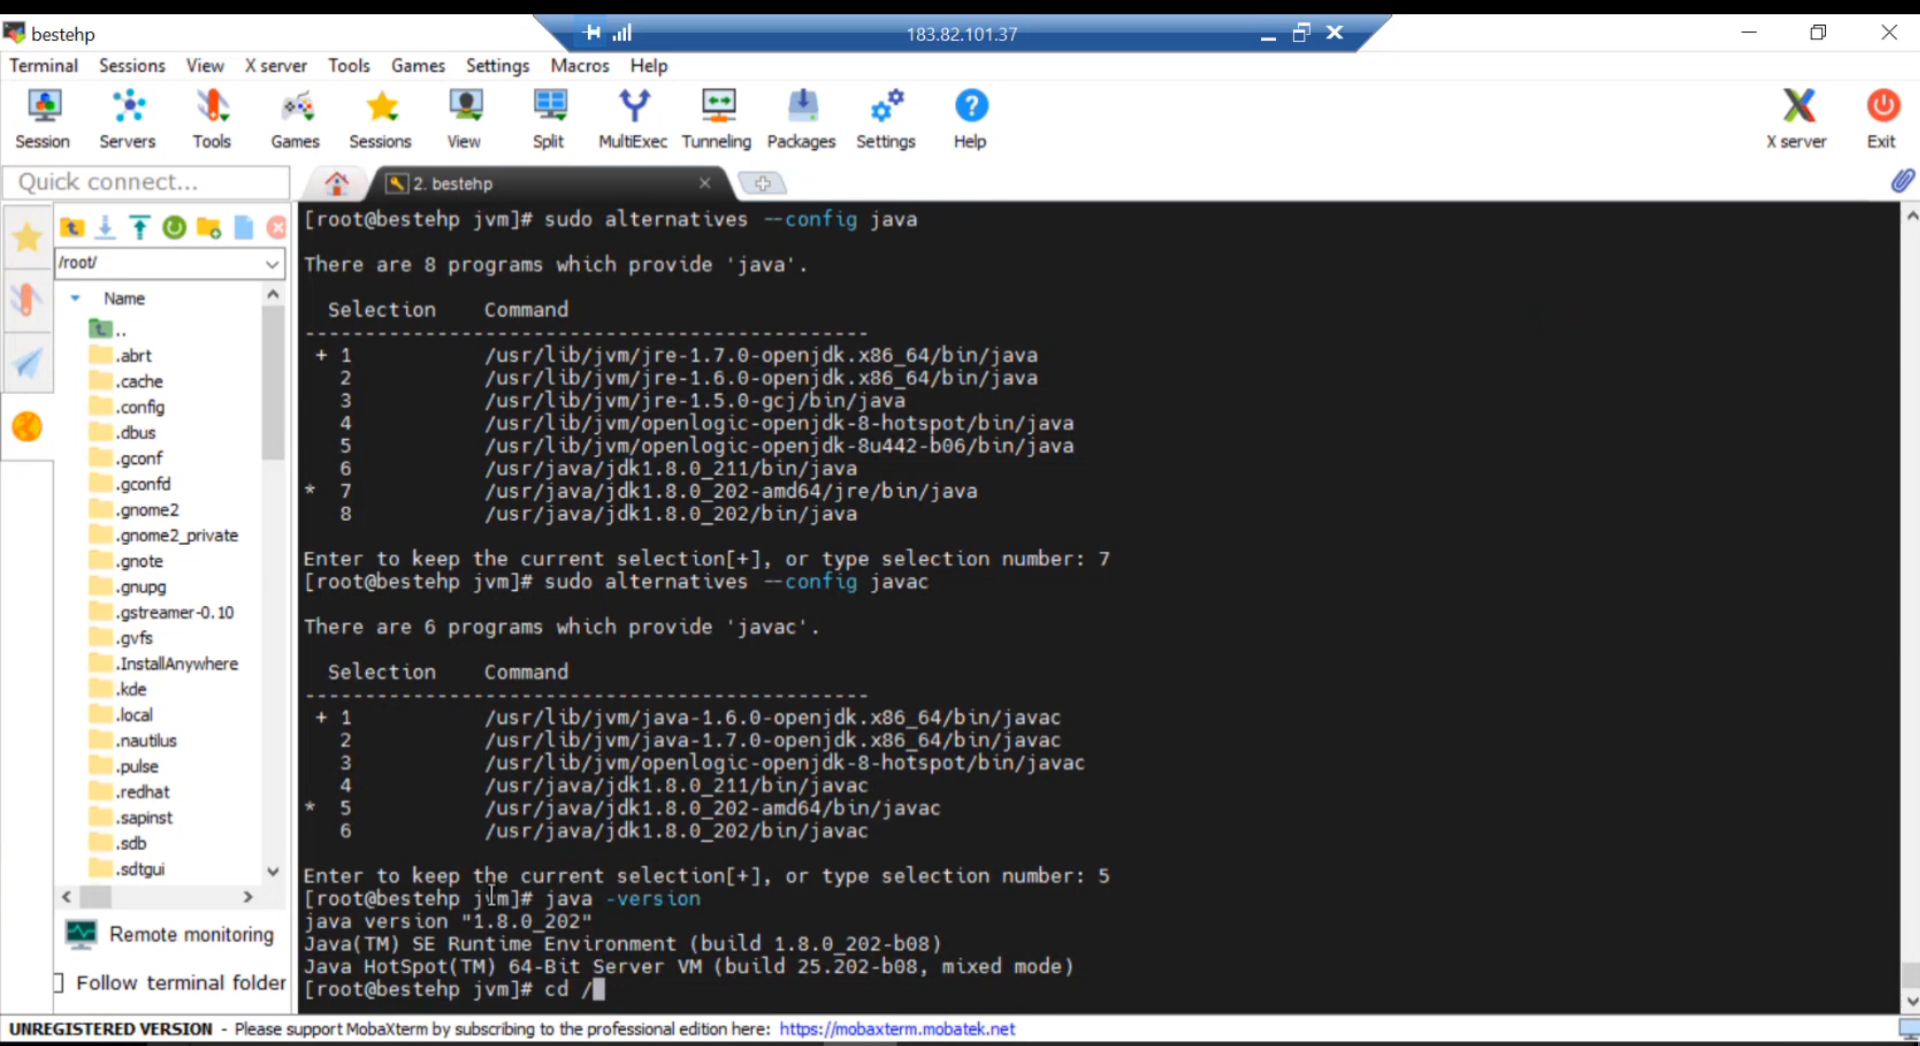 bestehp
183.82.101.37
Terminal Sessions View X server Tools Games Settings Macros Help
Session Servers Tools Games Sessions View Split MultiExec Tunneling Packages Settings Help X server Exit
Quick connect...
2. bestehp
/root/
Name
..
.abrt
.cache
.config
.dbus
.gconf
.gconfd
.gnome2
.gnome2_private
.gnote
.gnupg
.gstreamer-0.10
.gvfs
.InstallAnywhere
.kde
.local
.nautilus
.pulse
.redhat
.sapinst
.sdb
.sdtgui
Remote monitoring
Follow terminal folder
[root@bestehp jvm]# sudo alternatives --config java
There are 8 programs which provide 'java'.
Selection Command
-----------------------------------------------
+ 1 /usr/lib/jvm/jre-1.7.0-openjdk.x86_64/bin/java
2 /usr/lib/jvm/jre-1.6.0-openjdk.x86_64/bin/java
3 /usr/lib/jvm/jre-1.5.0-gcj/bin/java
4 /usr/lib/jvm/openlogic-openjdk-8-hotspot/bin/java
5 /usr/lib/jvm/openlogic-openjdk-8u442-b06/bin/java
6 /usr/java/jdk1.8.0_211/bin/java
* 7 /usr/java/jdk1.8.0_202-amd64/jre/bin/java
8 /usr/java/jdk1.8.0_202/bin/java
Enter to keep the current selection[+], or type selection number: 7
[root@bestehp jvm]# sudo alternatives --config javac
There are 6 programs which provide 'javac'.
Selection Command
-----------------------------------------------
+ 1 /usr/lib/jvm/java-1.6.0-openjdk.x86_64/bin/javac
2 /usr/lib/jvm/java-1.7.0-openjdk.x86_64/bin/javac
3 /usr/lib/jvm/openlogic-openjdk-8-hotspot/bin/javac
4 /usr/java/jdk1.8.0_211/bin/javac
* 5 /usr/java/jdk1.8.0_202-amd64/bin/javac
6 /usr/java/jdk1.8.0_202/bin/javac
Enter to keep the current selection[+], or type selection number: 5
[root@bestehp jvm]# java -version
java version "1.8.0_202"
Java(TM) SE Runtime Environment (build 1.8.0_202-b08)
Java HotSpot(TM) 64-Bit Server VM (build 25.202-b08, mixed mode)
[root@bestehp jvm]# cd /
UNREGISTERED VERSION - Please support MobaXterm by subscribing to the professional edition here: https://mobaxterm.mobatek.net